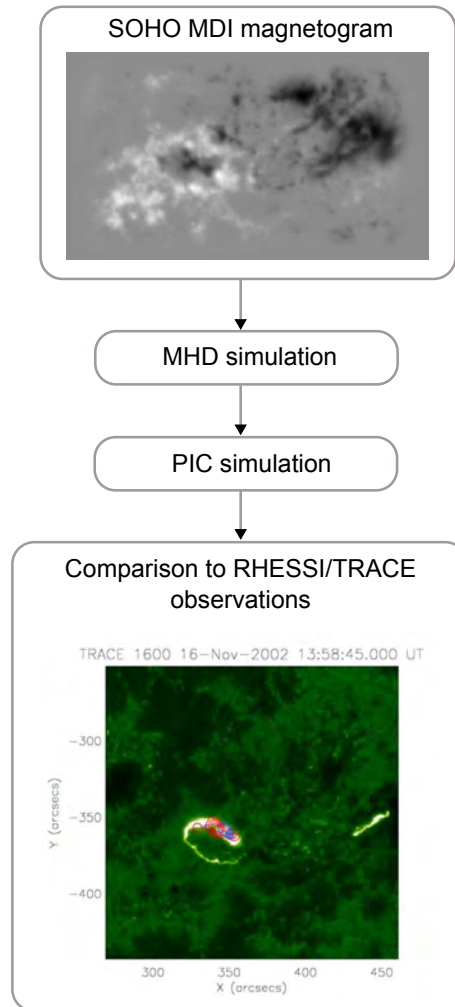 SOHO MDI magnetogram
MHD simulation
PIC simulation
Comparison to RHESSI/TRACE
observations
TRACE 1600 16-Nov-2002 13:58:45.000 UT
-300
-350
-400
Y (arcsecs)
300 350 400 450
X (arcsecs)